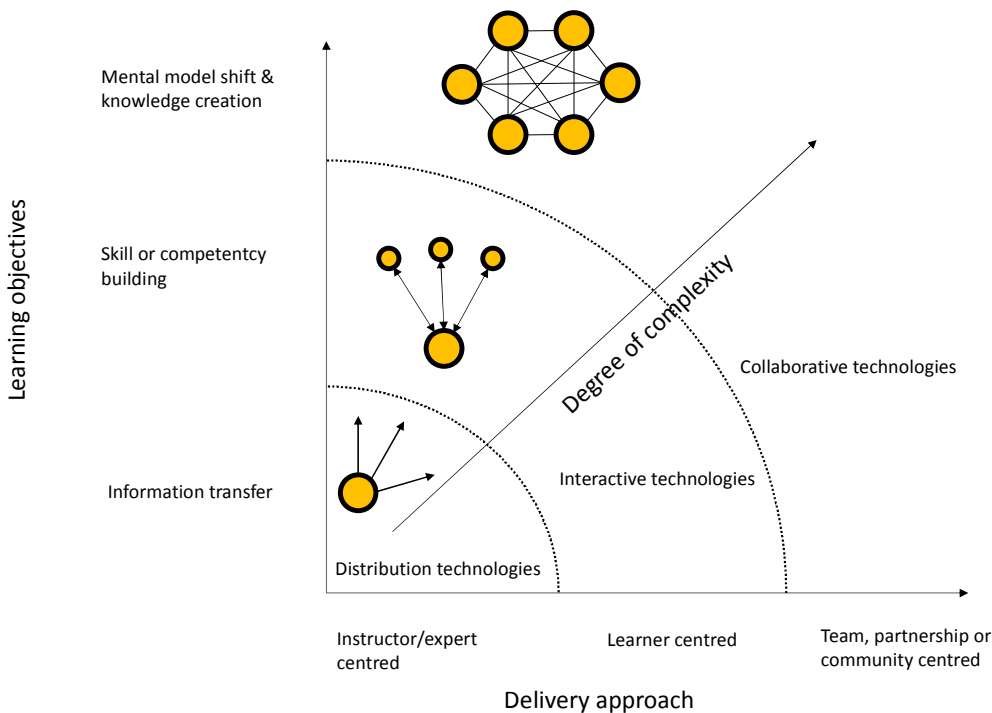 Mental model shift &
knowledge creation
Learning objectives
Skill or competentcy
building
Degree of complexity
Collaborative technologies
Information transfer
Interactive technologies
Distribution technologies
Instructor/expert
centred
Learner centred
Team, partnership or
community centred
Delivery approach